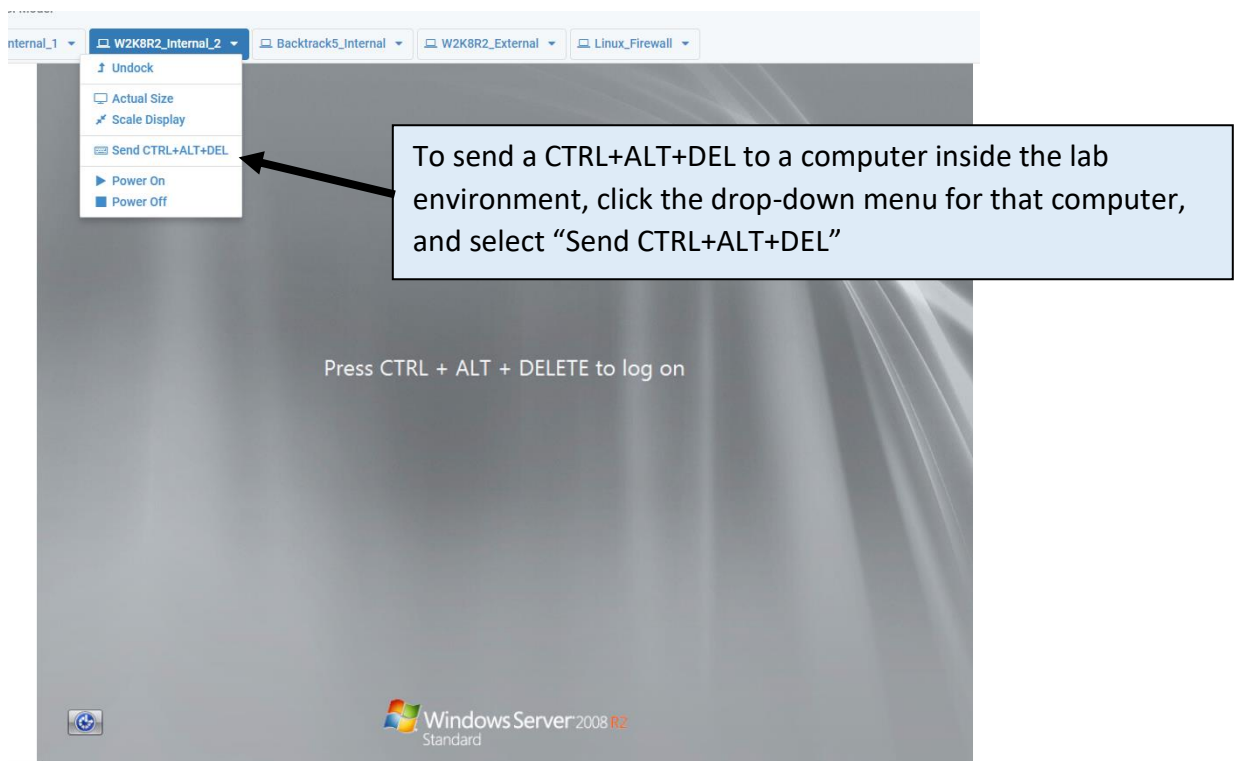 nternal_1 W2K8R2_Internal_2 Backtrack5_Internal W2K8R2_External Linux_Firewall
Undock
Actual Size
Scale Display
Send CTRL+ALT+DEL
Power On
Power Off
To send a CTRL+ALT+DEL to a computer inside the lab
environment, click the drop-down menu for that computer,
and select “Send CTRL+ALT+DEL”
Press CTRL + ALT + DELETE to log on
Windows Server 2008 R2
Standard